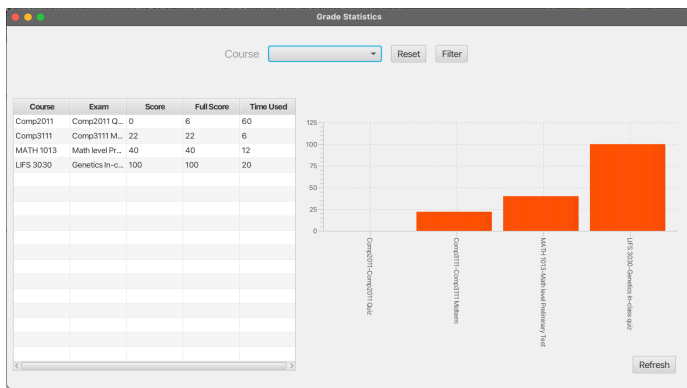 Grade Statistics
Course Reset Filter
Course Exam Score Full Score Time Used
Comp2011 Comp2011 Q... 0 6 60
Comp3111 Comp3111 M... 22 22 6
MATH 1013 Math level Pr... 40 40 12
LIFS 3030 Genetics In-c... 100 100 20
125
100
75
50
25
0
Comp2011-Comp2011 Quiz
Comp3111-Comp3111 Midterm
MATH 1013-Math level Preliminary Test
LIFS 3030-Genetics In-class quiz
Refresh